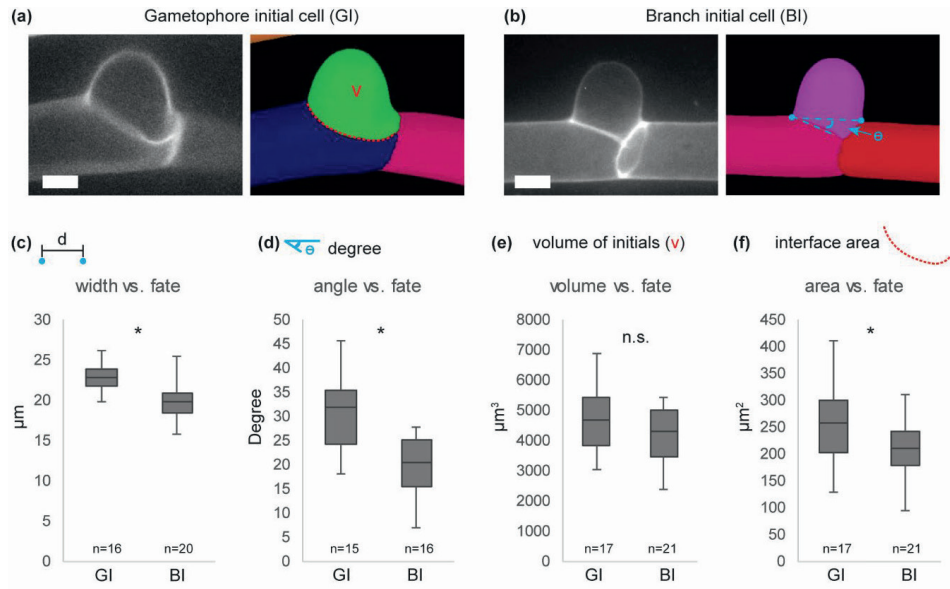 (a) Gametophore initial cell (GI)
(b) Branch initial cell (BI)
V
θ
(c) d
(d) θ degree
(e) volume of initials (v)
(f) interface area
width vs. fate
30
25
20
15
10
5
0
µm
*
n=16 n=20
GI BI
angle vs. fate
50
45
40
35
30
25
20
15
10
5
0
Degree
*
n=15 n=16
GI BI
volume vs. fate
8000
7000
6000
5000
4000
3000
2000
1000
0
µm³
n.s.
n=17 n=21
GI BI
area vs. fate
450
400
350
300
250
200
150
100
50
0
µm²
*
n=17 n=21
GI BI